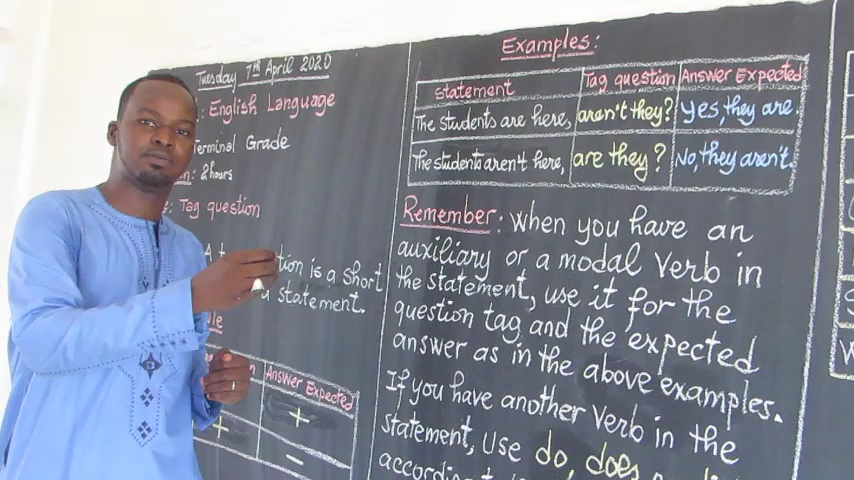 Tuesday 7th April 2020
: English Language
Terminal Grade
: 2 hours
: Tag question
A
is a short
statement.
Answer Expected
+ +
-
Examples:
statement Tag question Answer Expected
The students are here, aren't they? Yes, they are.
The students aren't here, are they? No, they aren't.
Remember: When you have an
auxiliary or a modal verb in
the statement, use it for the
question tag and the expected
answer as in the above examples.
If you have another verb in the
statement, use do, does